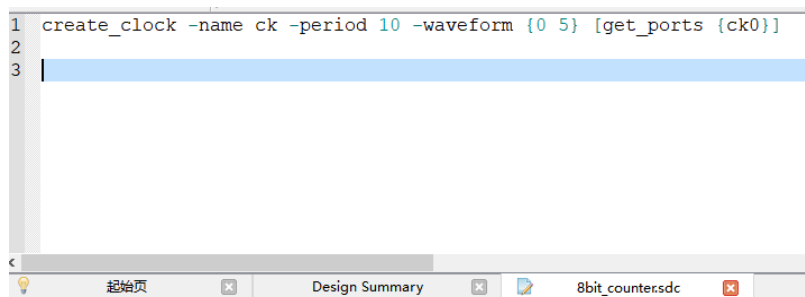 1 create_clock -name ck -period 10 -waveform {0 5} [get_ports {ck0}]
2
3
起始页 Design Summary 8bit_counter.sdc